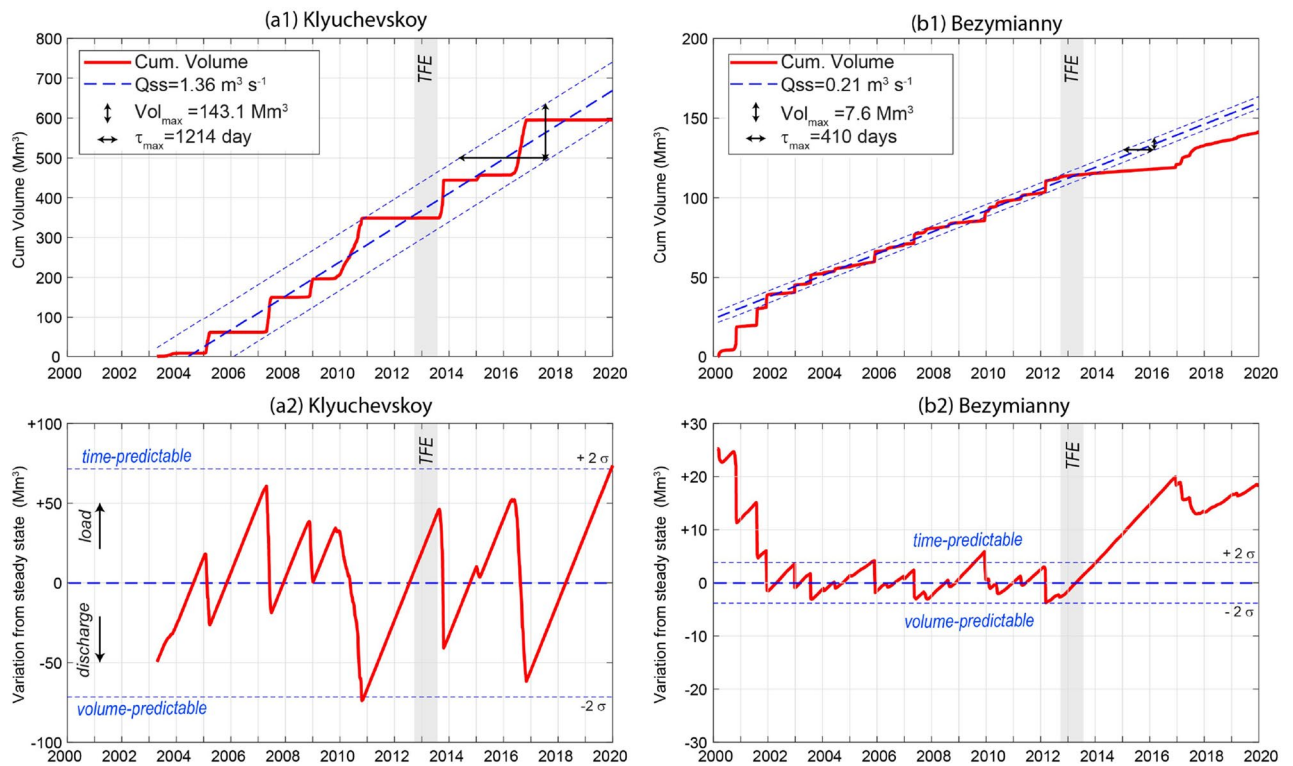 (a1) Klyuchevskoy
Cum Volume (Mm³)
800
700
600
500
400
300
200
100
0
Cum. Volume
Qss=1.36 m³ s⁻¹
Vol max =143.1 Mm³
τ max =1214 day
TFE
2000 2002 2004 2006 2008 2010 2012 2014 2016 2018 2020
(b1) Bezymianny
Cum Volume (Mm³)
200
150
100
50
0
Cum. Volume
Qss=0.21 m³ s⁻¹
Vol max =7.6 Mm³
τ max =410 days
TFE
2000 2002 2004 2006 2008 2010 2012 2014 2016 2018 2020
(a2) Klyuchevskoy
Variation from steady state (Mm³)
+100
+50
0
-50
-100
time-predictable
+ 2 σ
load
discharge
volume-predictable
-2 σ
TFE
2000 2002 2004 2006 2008 2010 2012 2014 2016 2018 2020
(b2) Bezymianny
Variation from steady state (Mm³)
+30
+20
+10
0
-10
-20
-30
time-predictable
+ 2 σ
volume-predictable
- 2 σ
TFE
2000 2002 2004 2006 2008 2010 2012 2014 2016 2018 2020